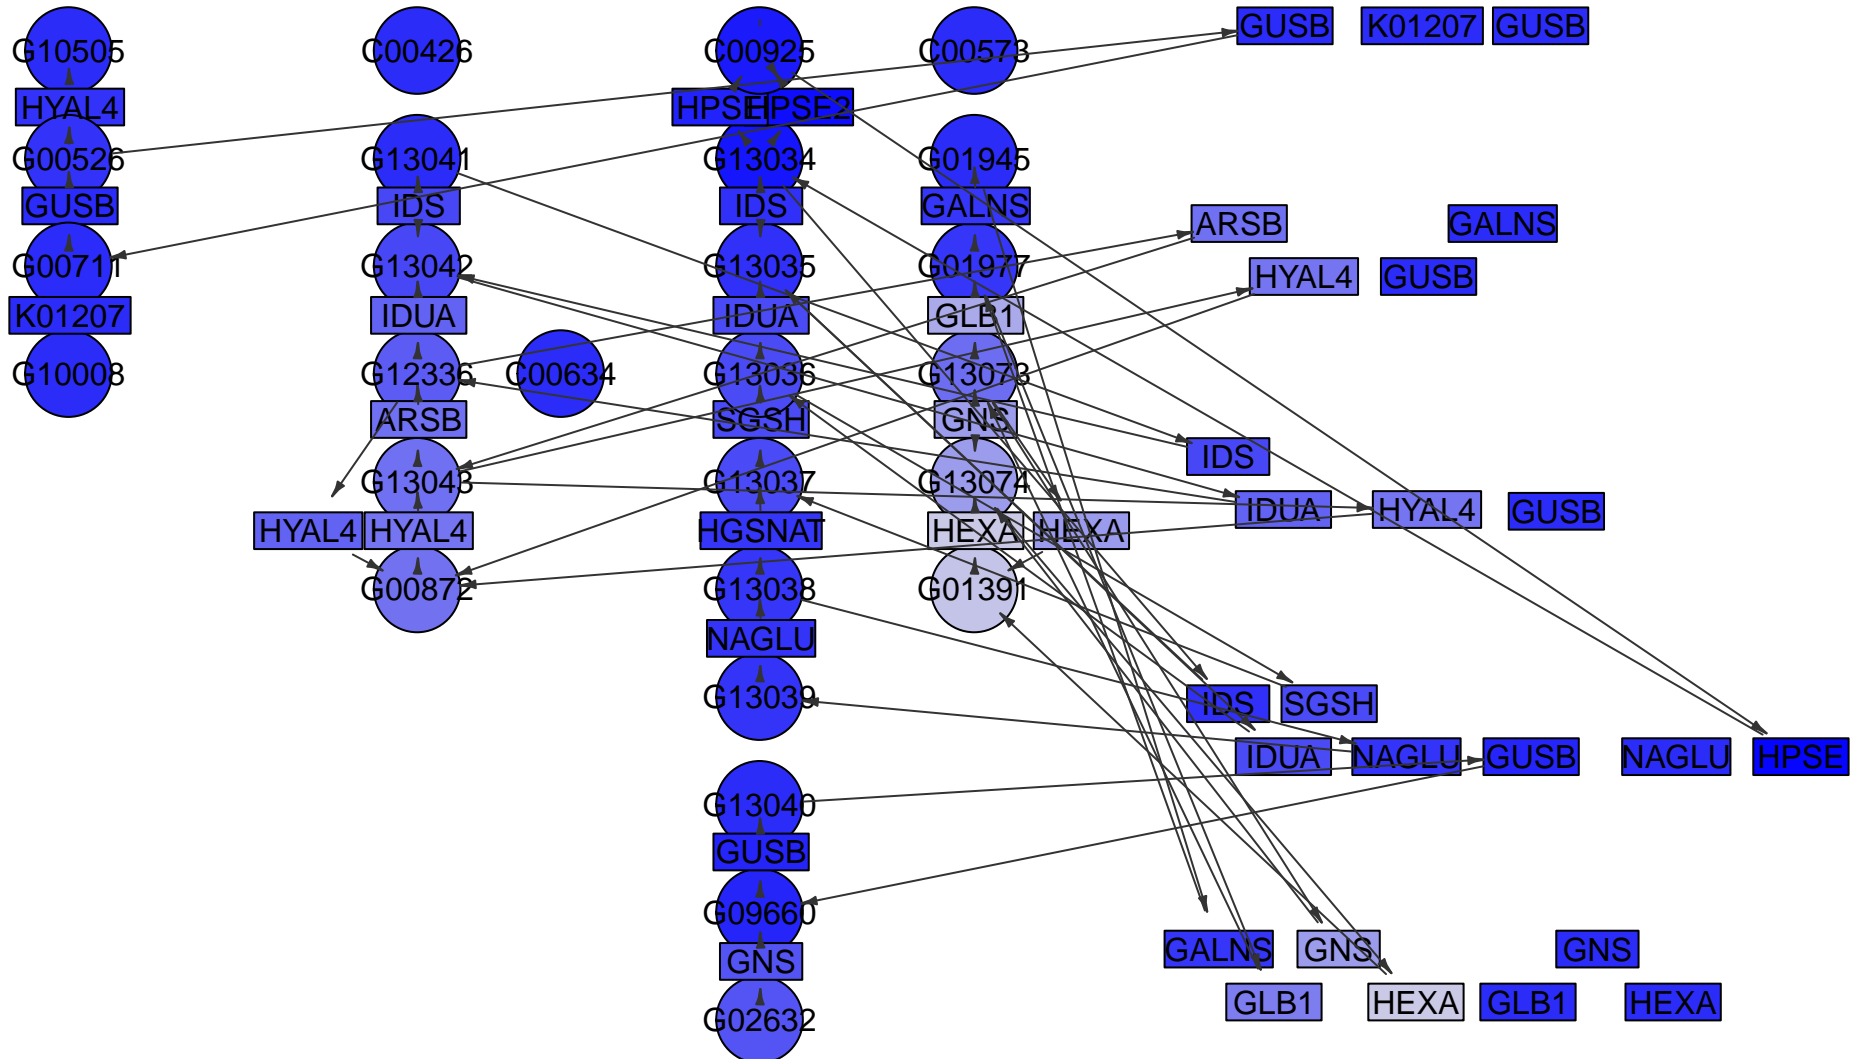 GUSB K01207 GUSB
G10505 C00426 C00925 C00573
HYAL4 HPSE HPSE2
G00526 G13041 G13034 G01945
GUSB IDS IDS GALNS
ARSB GALNS
G00711 G13042 G13035 G01977
HYAL4 GUSB
K01207 IDUA IDUA GLB1
G10008 G12336 C00634 G13036 G13073
ARSB SGSH GNS
IDS
G13043 G13037 G13074
IDUA HYAL4 GUSB
HYAL4 HYAL4 HGSNAT HEXA HEXA
G00872 G13038 G01391
NAGLU
G13039
IDS SGSH
IDUA NAGLU GUSB NAGLU HPSE
G13040
GUSB
G09660
GALNS GNS GNS
GNS
GLB1 HEXA GLB1 HEXA
G02632